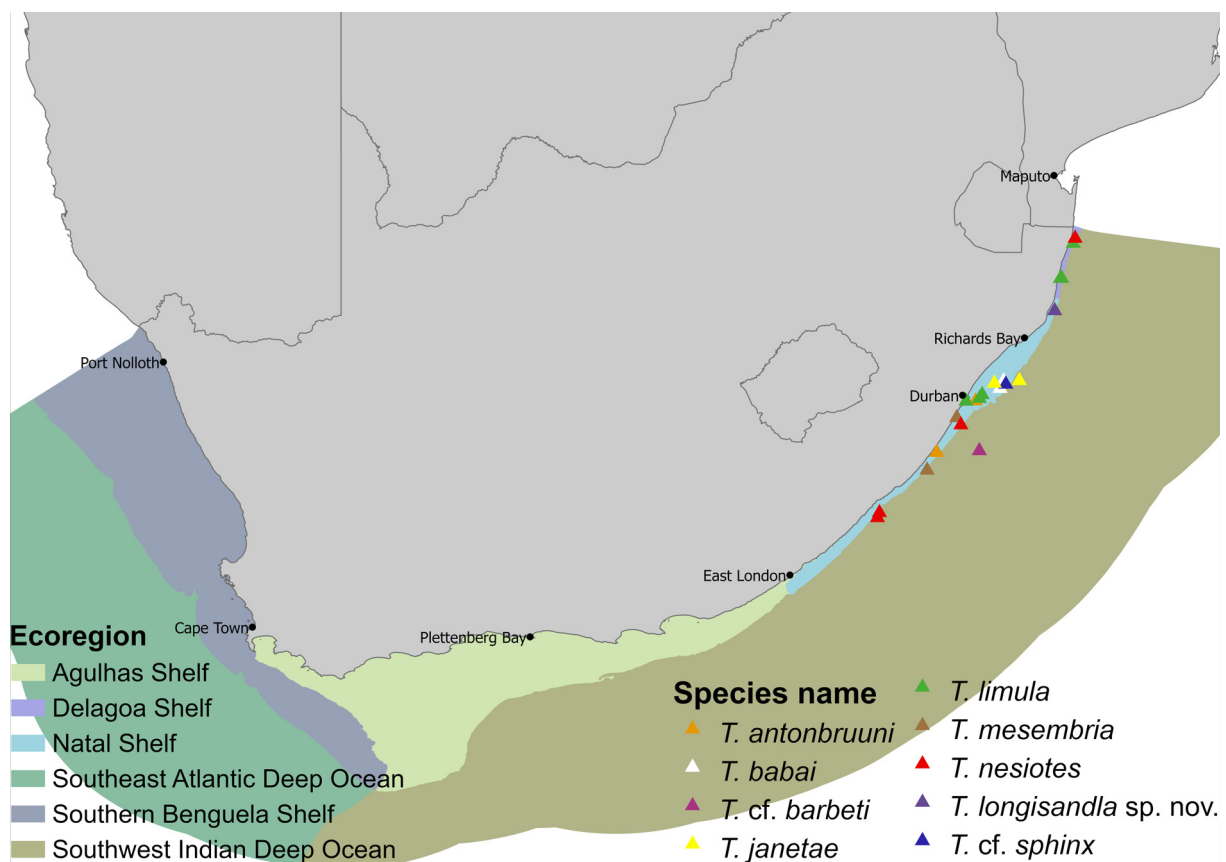 Maputo
Richards Bay
Port Nolloth
Durban
East London
Cape Town
Plettenberg Bay
Ecoregion
Agulhas Shelf
Delagoa Shelf
Natal Shelf
Southeast Atlantic Deep Ocean
Southern Benguela Shelf
Southwest Indian Deep Ocean
Species name
T. antonbruuni
T. babai
T. cf. barbeti
T. janetae
T. limula
T. mesembria
T. nesiotes
T. longisandla sp. nov.
T. cf. sphinx